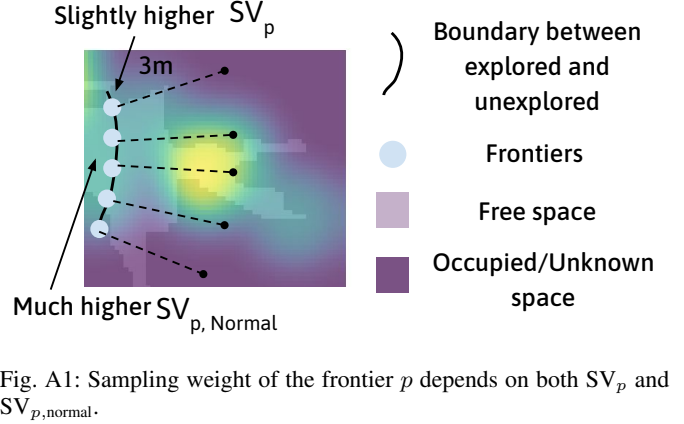 Slightly higher SV_p
3m
Much higher SV_p, Normal
Boundary between
explored and
unexplored
Frontiers
Free space
Occupied/Unknown
space
Fig. A1: Sampling weight of the frontier p depends on both SV_p and
SV_p,normal.